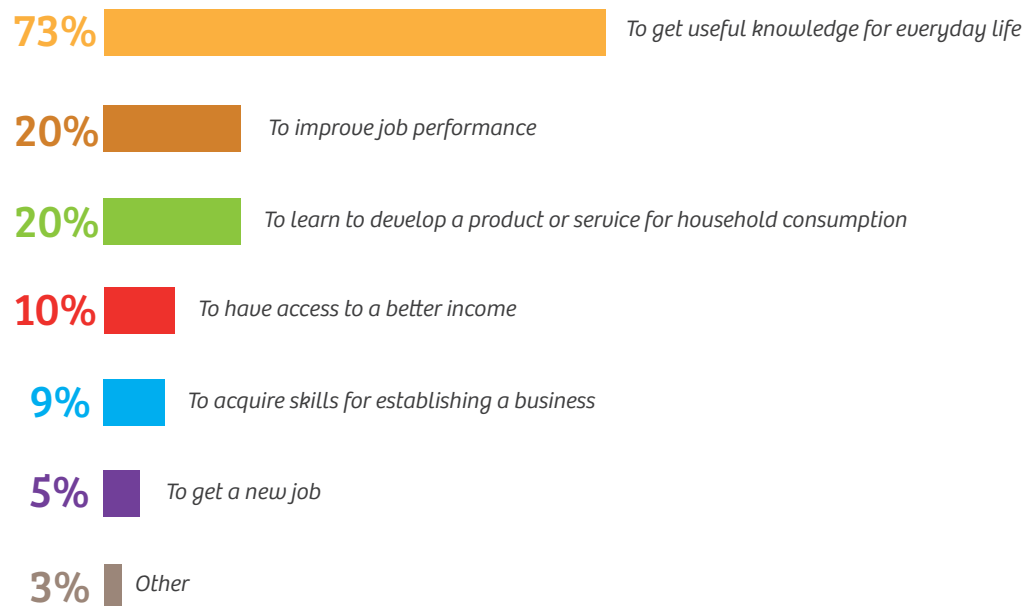 73% To get useful knowledge for everyday life
20% To improve job performance
20% To learn to develop a product or service for household consumption
10% To have access to a better income
9% To acquire skills for establishing a business
5% To get a new job
3% Other